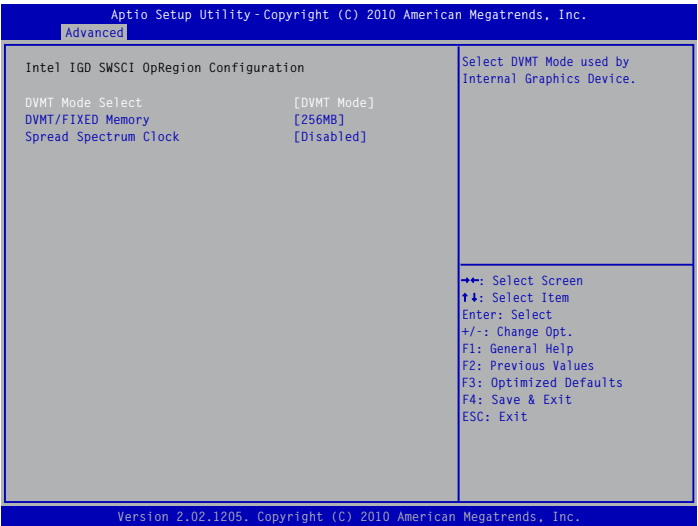 Aptio Setup Utility - Copyright (C) 2010 American Megatrends, Inc.
Advanced
Intel IGD SWSCI OpRegion Configuration
DVMT Mode Select [DVMT Mode]
DVMT/FIXED Memory [256MB]
Spread Spectrum Clock [Disabled]
Select DVMT Mode used by
Internal Graphics Device.
→←: Select Screen
↑↓: Select Item
Enter: Select
+/-: Change Opt.
F1: General Help
F2: Previous Values
F3: Optimized Defaults
F4: Save & Exit
ESC: Exit
Version 2.02.1205. Copyright (C) 2010 American Megatrends, Inc.